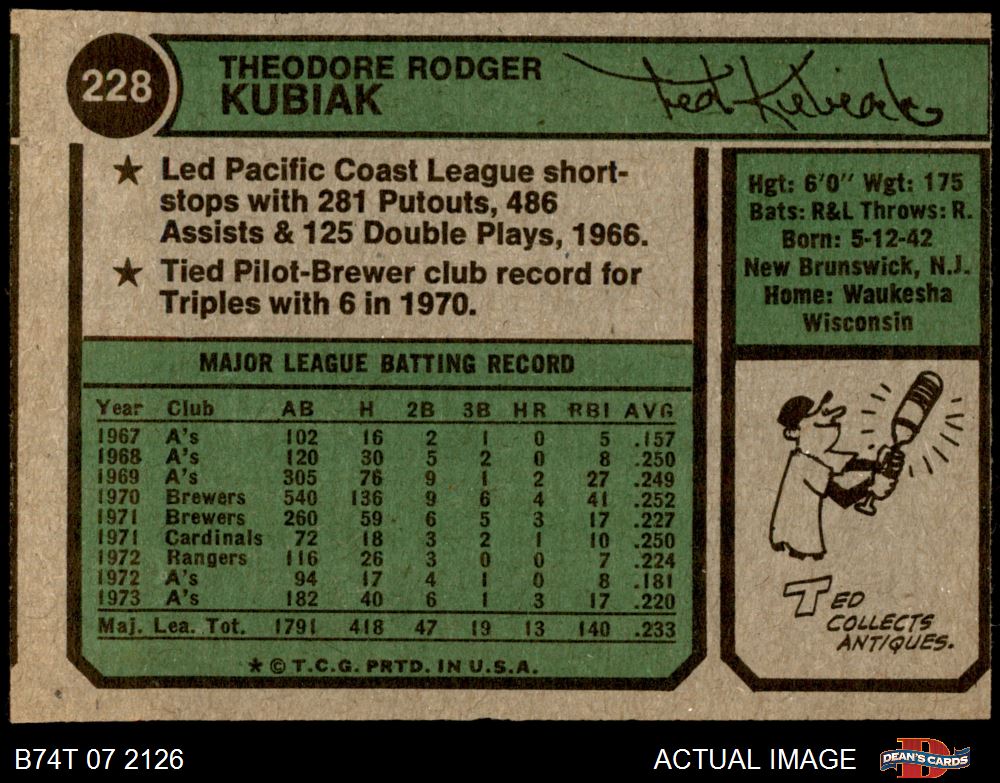 228
THEODORE RODGER
KUBIAK
Ted Kubiak
★ Led Pacific Coast League short-
stops with 281 Putouts, 486
Assists & 125 Double Plays, 1966.
★ Tied Pilot-Brewer club record for
Triples with 6 in 1970.
MAJOR LEAGUE BATTING RECORD
Year Club AB H 2B 3B HR RBI AVG
1967 A's 102 16 2 1 0 5 .157
1968 A's 120 30 5 2 0 8 .250
1969 A's 305 76 9 1 2 27 .249
1970 Brewers 540 136 9 6 4 41 .252
1971 Brewers 260 59 6 5 3 17 .227
1971 Cardinals 72 18 3 2 1 10 .250
1972 Rangers 116 26 3 0 0 7 .224
1972 A's 94 17 4 1 0 8 .181
1973 A's 182 40 6 1 3 17 .220
Maj. Lea. Tot. 1791 418 47 19 13 140 .233
★ © T.C.G. PRTD. IN U.S.A.
Hgt: 6'0" Wgt: 175
Bats: R&L Throws: R.
Born: 5-12-42
New Brunswick, N.J.
Home: Waukesha
Wisconsin
TED
COLLECTS
ANTIQUES.
B74T 07 2126
ACTUAL IMAGE
DEAN'S CARDS